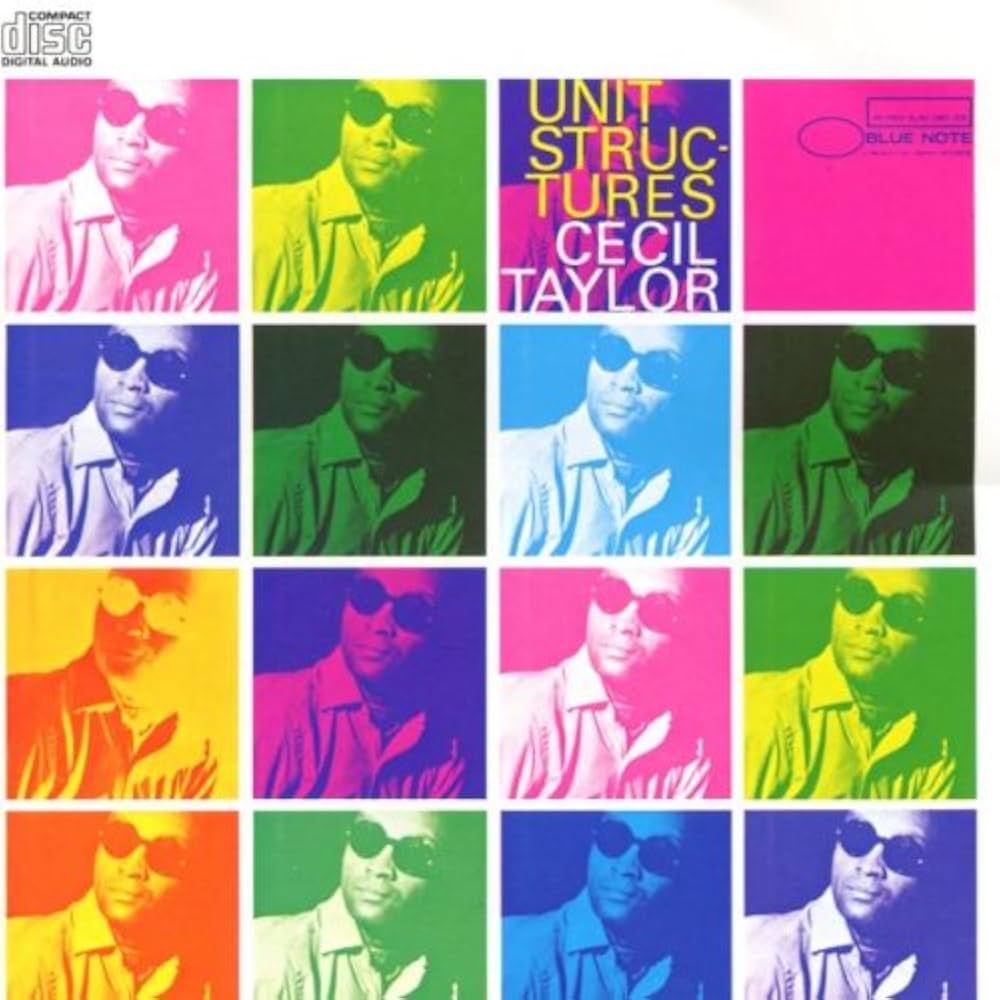 COMPACT
disc
DIGITAL AUDIO
UNIT
STRUC-
TURES
CECIL
TAYLOR
BLUE NOTE